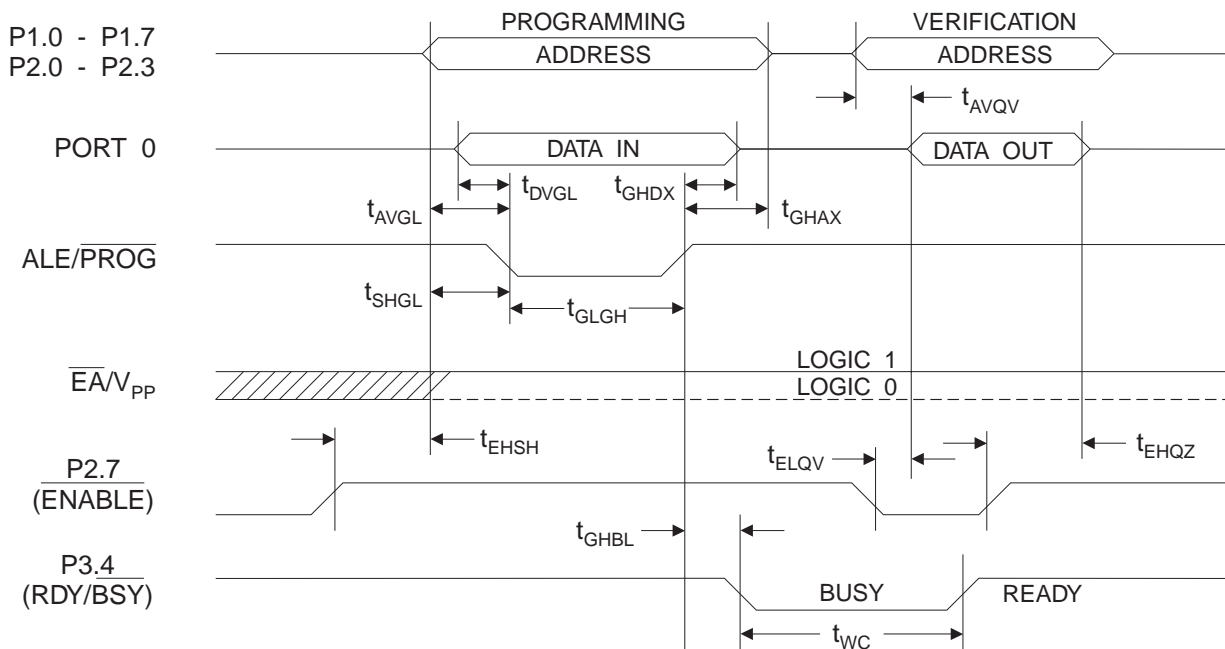 PROGRAMMING
VERIFICATION
P1.0 - P1.7
P2.0 - P2.3
ADDRESS
ADDRESS
tAVQV
PORT 0
DATA IN
DATA OUT
tDVGL
tGHDX
tAVGL
tGHAX
ALE/PROG
tSHGL
tGLGH
EA/VPP
LOGIC 1
LOGIC 0
tEHSH
tELQV
tEHQZ
P2.7
(ENABLE)
tGHBL
P3.4
(RDY/BSY)
BUSY
READY
tWC